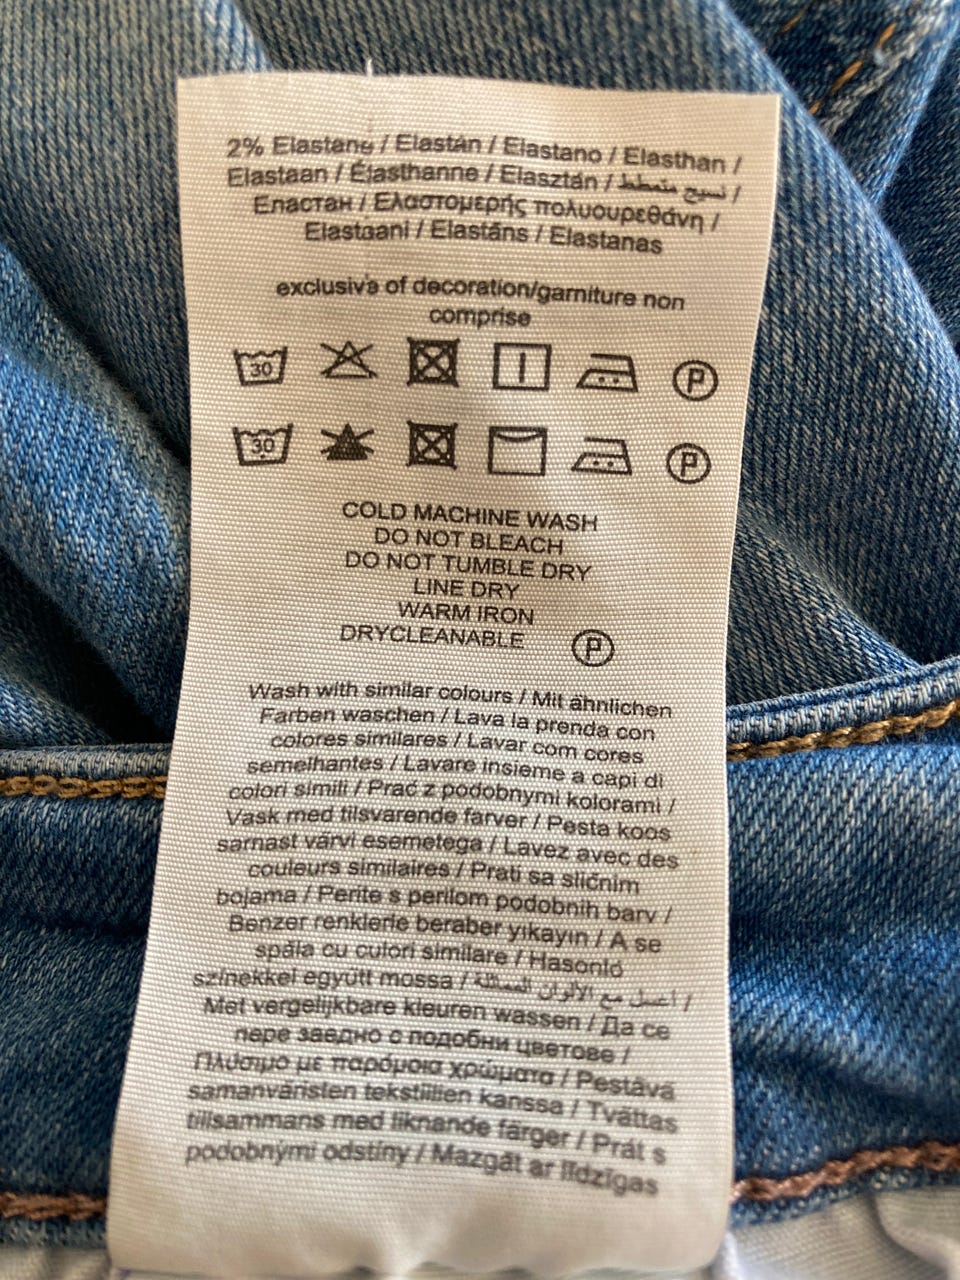 2% Elastane / Elastán / Elastano / Elasthan /
Elastaan / Élasthanne / Elasztán / نسيج متمطط /
Еластан / Ελαστομερής πολυουρεθάνη /
Elastaani / Elastāns / Elastanas
exclusive of decoration/garniture non
comprise
30 P
30 P
COLD MACHINE WASH
DO NOT BLEACH
DO NOT TUMBLE DRY
LINE DRY
WARM IRON
DRYCLEANABLE P
Wash with similar colours / Mit ähnlichen
Farben waschen / Lava la prenda con
colores similares / Lavar com cores
semelhantes / Lavare insieme a capi di
colori simili / Prać z podobnymi kolorami /
Vask med tilsvarende farver / Pesta koos
sarnast värvi esemetega / Lavez avec des
couleurs similaires / Prati sa sličnim
bojama / Perite s perilom podobnih barv /
Benzer renklerle beraber yıkayın / A se
spăla cu culori similare / Hasonló
színekkel együtt mossa / اغسل مع الألوان المماثلة /
Met vergelijkbare kleuren wassen / Да се
пере заедно с подобни цветове /
Πλύσιμο με παρόμοια χρώματα / Pestävä
samanväristen tekstiilien kanssa / Tvättas
tillsammans med liknande färger / Prát s
podobnými odstíny / Mazgāt ar līdzīgas